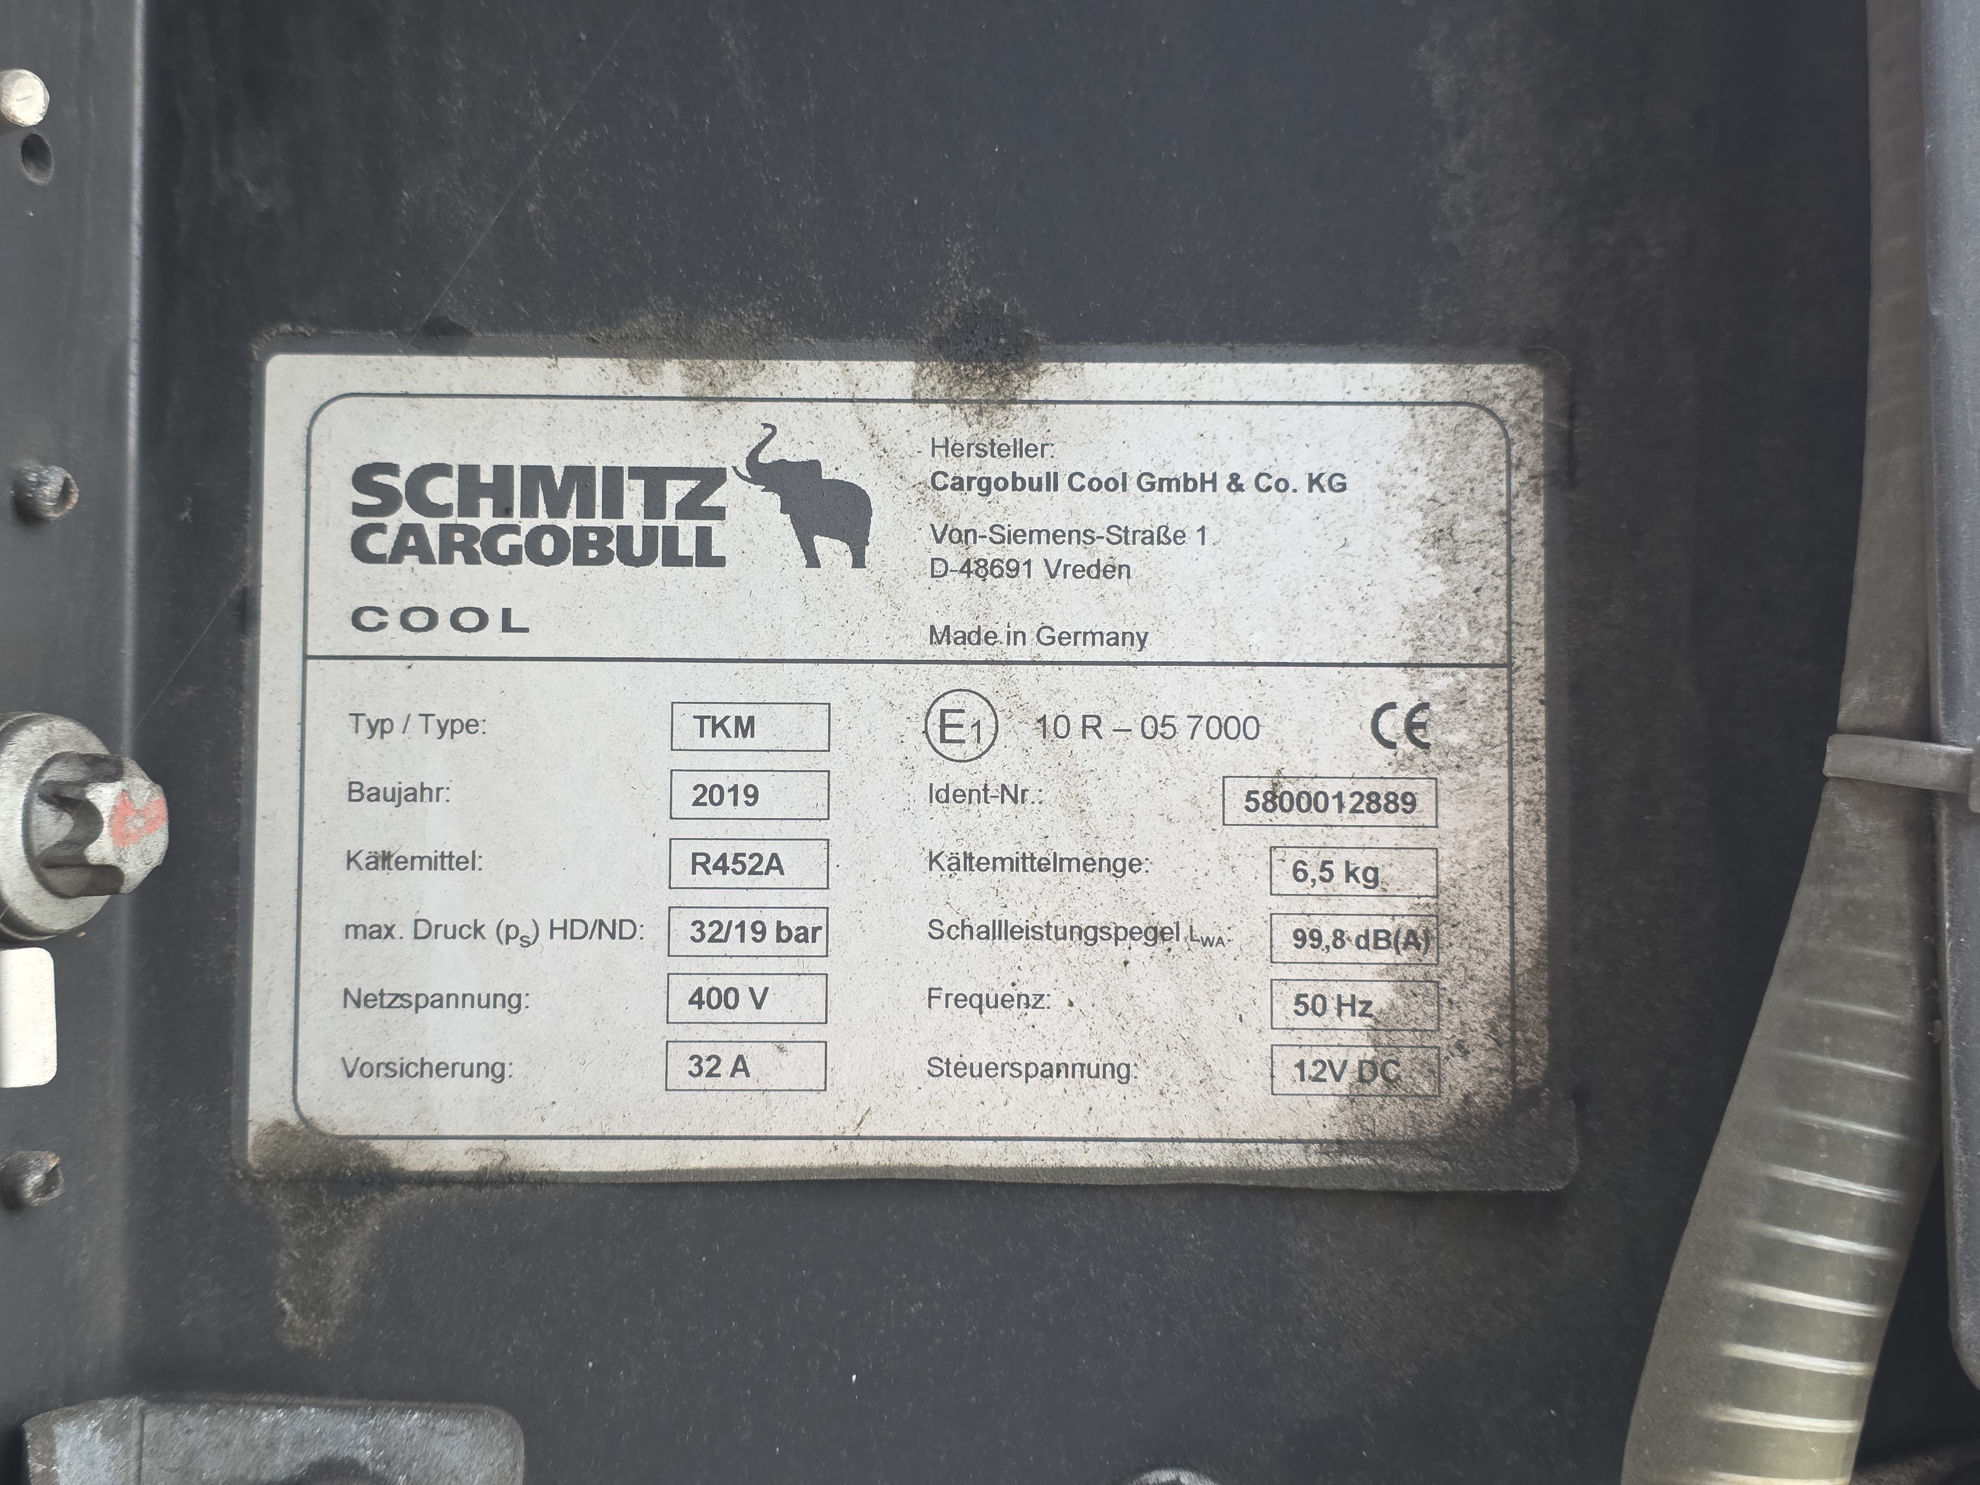 SCHMITZ
CARGOBULL
COOL
Hersteller:
Cargobull Cool GmbH & Co. KG
Von-Siemens-Straße 1
D-48691 Vreden
Made in Germany
Typ / Type: TKM
E1 10 R – 05 7000 CE
Baujahr: 2019
Ident-Nr.: 5800012889
Kältemittel: R452A
Kältemittelmenge: 6,5 kg
max. Druck (ps) HD/ND: 32/19 bar
Schallleistungspegel LWA: 99,8 dB(A)
Netzspannung: 400 V
Frequenz: 50 Hz
Vorsicherung: 32 A
Steuerspannung: 12V DC